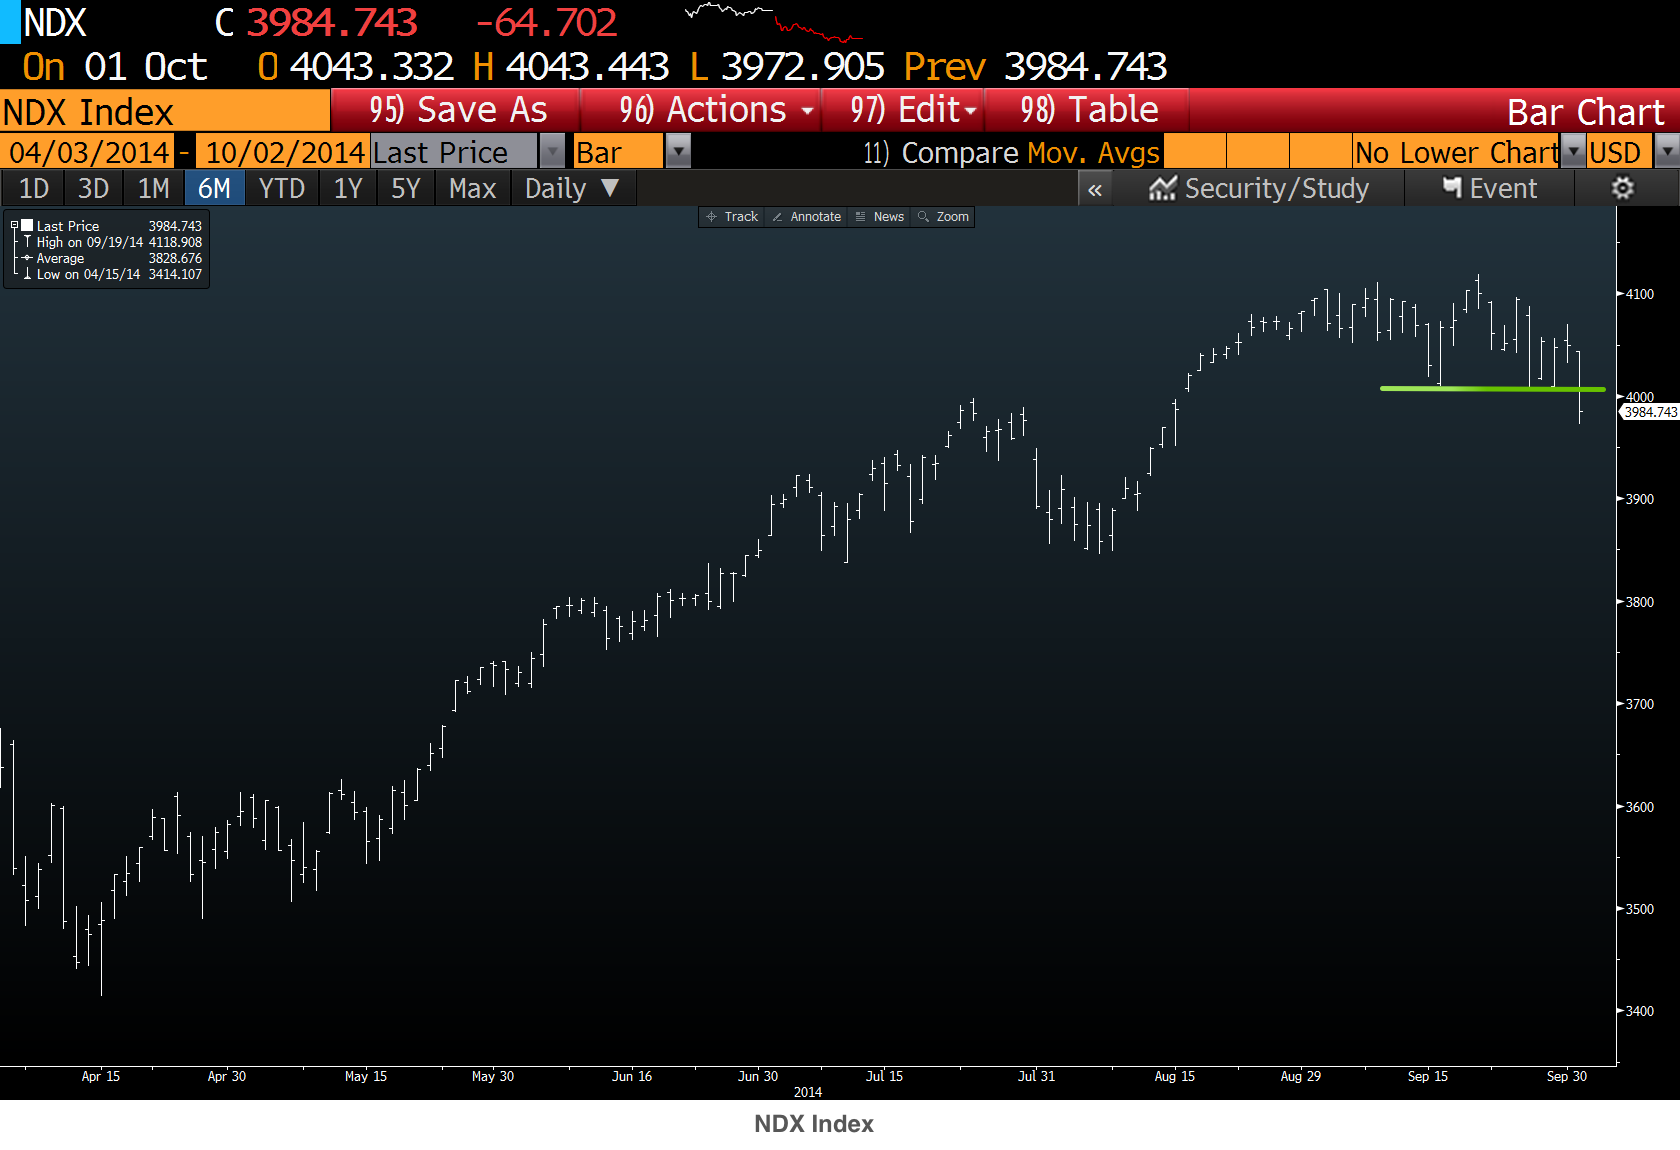 NDX C 3984.743 -64.702
On 01 Oct O 4043.332 H 4043.443 L 3972.905 Prev 3984.743
NDX Index 95) Save As 96) Actions 97) Edit 98) Table Bar Chart
04/03/2014 - 10/02/2014 Last Price Bar 11) Compare Mov. Avgs No Lower Chart USD
1D 3D 1M 6M YTD 1Y 5Y Max Daily ▼ « Security/Study Event
Track Annotate News Zoom
Last Price 3984.743
High on 09/19/14 4118.908
Average 3828.676
Low on 04/15/14 3414.107
4100
4000
3984.743
3900
3800
3700
3600
3500
3400
Apr 15 Apr 30 May 15 May 30 Jun 16 Jun 30 Jul 15 Jul 31 Aug 15 Aug 29 Sep 15 Sep 30
2014
NDX Index